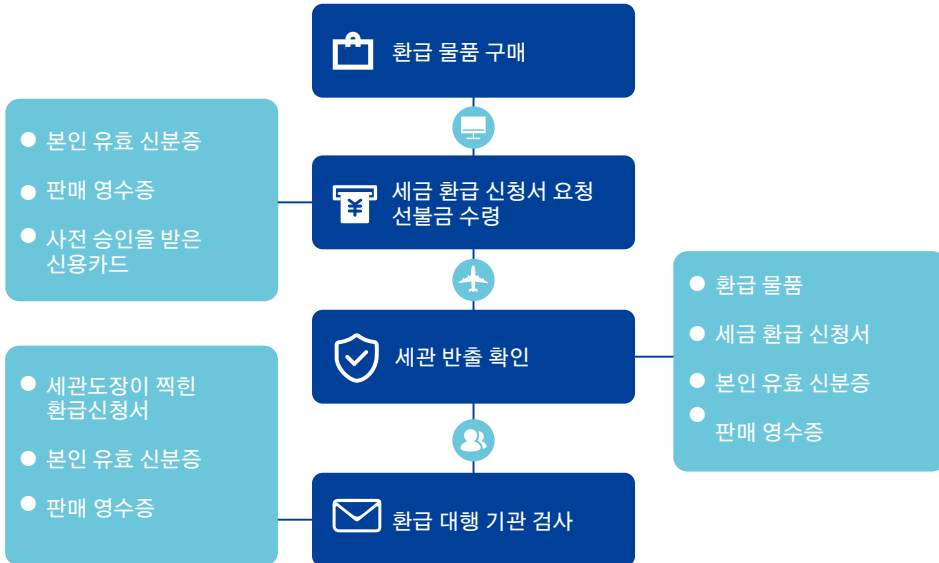 환급 물품 구매
본인 유효 신분증
판매 영수증
사전 승인을 받은
신용카드
¥
세금 환급 신청서 요청
선불금 수령
환급 물품
세금 환급 신청서
본인 유효 신분증
판매 영수증
세관 반출 확인
세관도장이 찍힌
환급신청서
본인 유효 신분증
판매 영수증
환급 대행 기관 검사